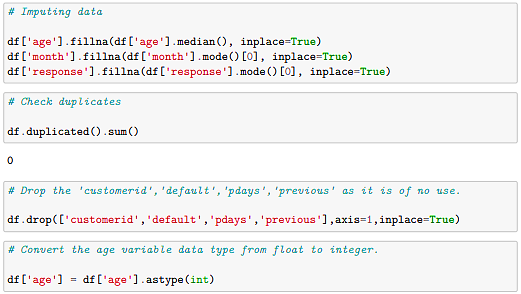 # Imputing data
df['age'].fillna(df['age'].median(), inplace=True)
df['month'].fillna(df['month'].mode()[0], inplace=True)
df['response'].fillna(df['response'].mode()[0], inplace=True)
# Check duplicates
df.duplicated().sum()
0
# Drop the 'customerid','default','pdays','previous' as it is of no use.
df.drop(['customerid','default','pdays','previous'],axis=1,inplace=True)
# Convert the age variable data type from float to integer.
df['age'] = df['age'].astype(int)